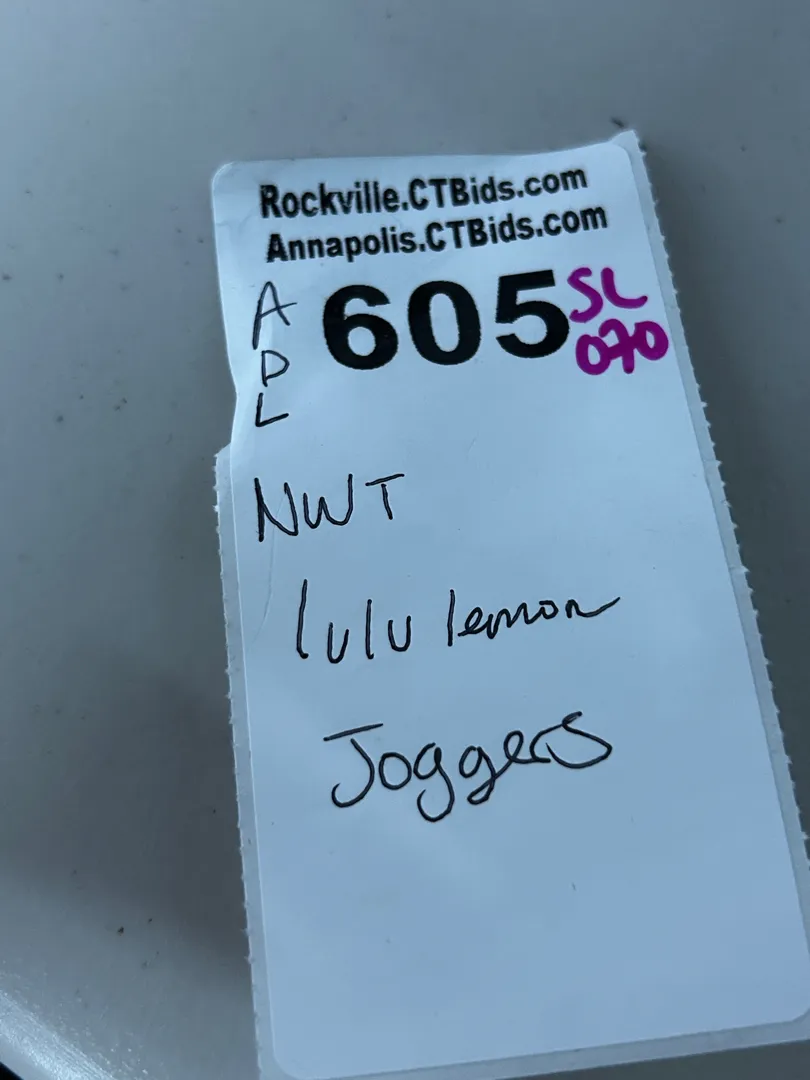 Rockville.CTBids.com
Annapolis.CTBids.com
A
D
L
605
SL
070
NWT
lululemon
Joggers